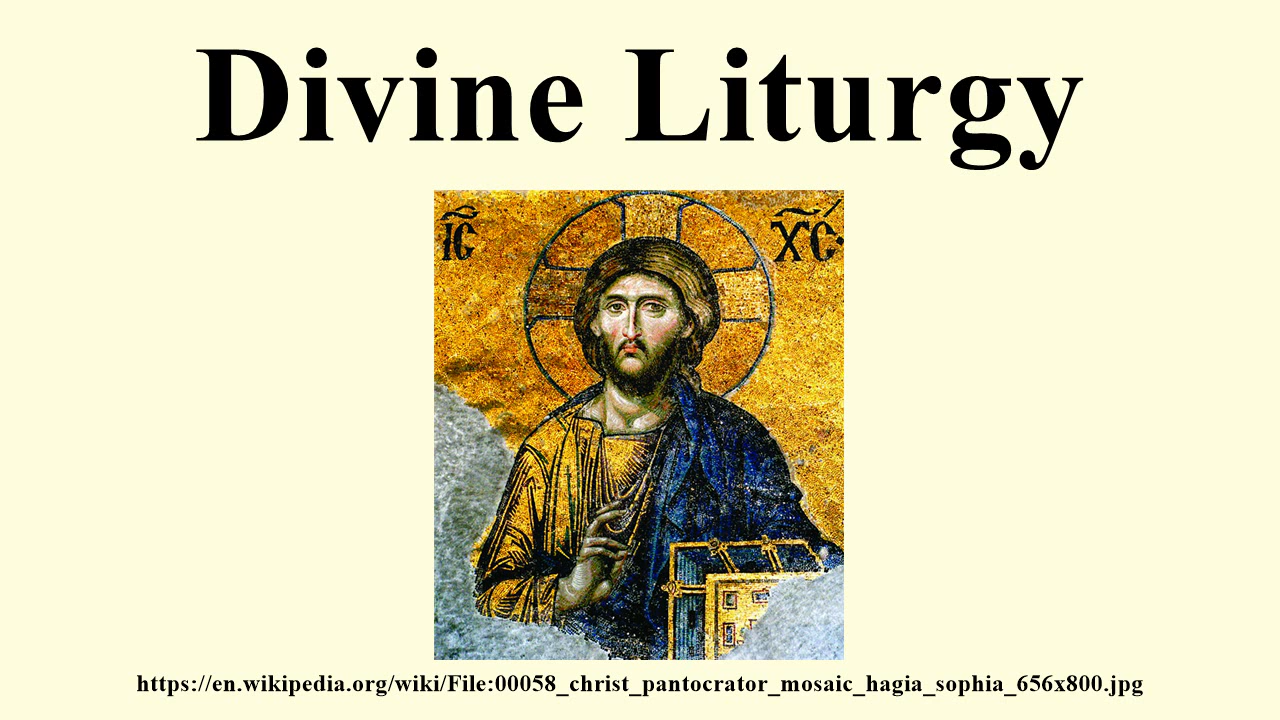 Divine Liturgy
IC XC
https://en.wikipedia.org/wiki/File:00058_christ_pantocrator_mosaic_hagia_sophia_656x800.jpg